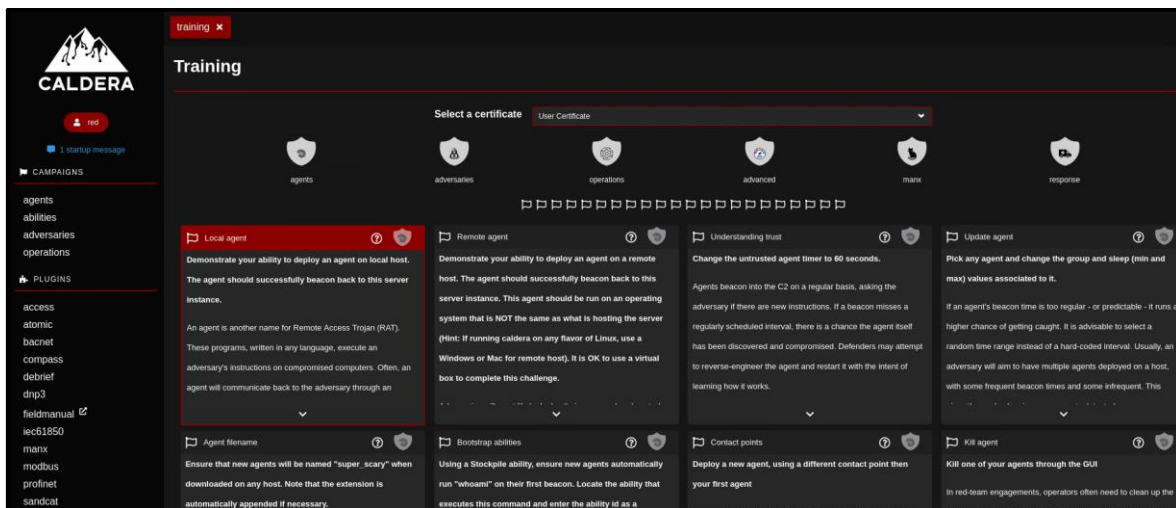 CALDERA
red
1 startup message
CAMPAIGNS
agents
abilities
adversaries
operations
PLUGINS
access
atomic
bacnet
compass
debrief
dnp3
fieldmanual
iec61850
manx
modbus
profinet
sandcat
training ×
Training
Select a certificate
User Certificate
agents
adversaries
operations
advanced
manx
response
Local agent
Demonstrate your ability to deploy an agent on local host.
The agent should successfully beacon back to this server
instance.
An agent is another name for Remote Access Trojan (RAT).
These programs, written in any language, execute an
adversary's instructions on compromised computers. Often, an
agent will communicate back to the adversary through an
Remote agent
Demonstrate your ability to deploy an agent on a remote
host. The agent should successfully beacon back to this
server instance. This agent should be run on an operating
system that is NOT the same as what is hosting the server
(Hint: If running caldera on any flavor of Linux, use a
Windows or Mac for remote host). It is OK to use a virtual
box to complete this challenge.
Understanding trust
Change the untrusted agent timer to 60 seconds.
Agents beacon into the C2 on a regular basis, asking the
adversary if there are new instructions. If a beacon misses a
regularly scheduled interval, there is a chance the agent itself
has been discovered and compromised. Defenders may attempt
to reverse-engineer the agent and restart it with the intent of
learning how it works.
Update agent
Pick any agent and change the group and sleep (min and
max) values associated to it.
If an agent's beacon time is too regular - or predictable - it runs a
higher chance of getting caught. It is advisable to select a
random time range instead of a hard-coded interval. Usually, an
adversary will aim to have multiple agents deployed on a host,
with some frequent beacon times and some infrequent. This
Agent filename
Ensure that new agents will be named "super_scary" when
downloaded on any host. Note that the extension is
automatically appended if necessary.
Bootstrap abilities
Using a Stockpile ability, ensure new agents automatically
run "whoami" on their first beacon. Locate the ability that
executes this command and enter the ability id as a
Contact points
Deploy a new agent, using a different contact point then
your first agent
Kill agent
Kill one of your agents through the GUI
In red-team engagements, operators often need to clean up the